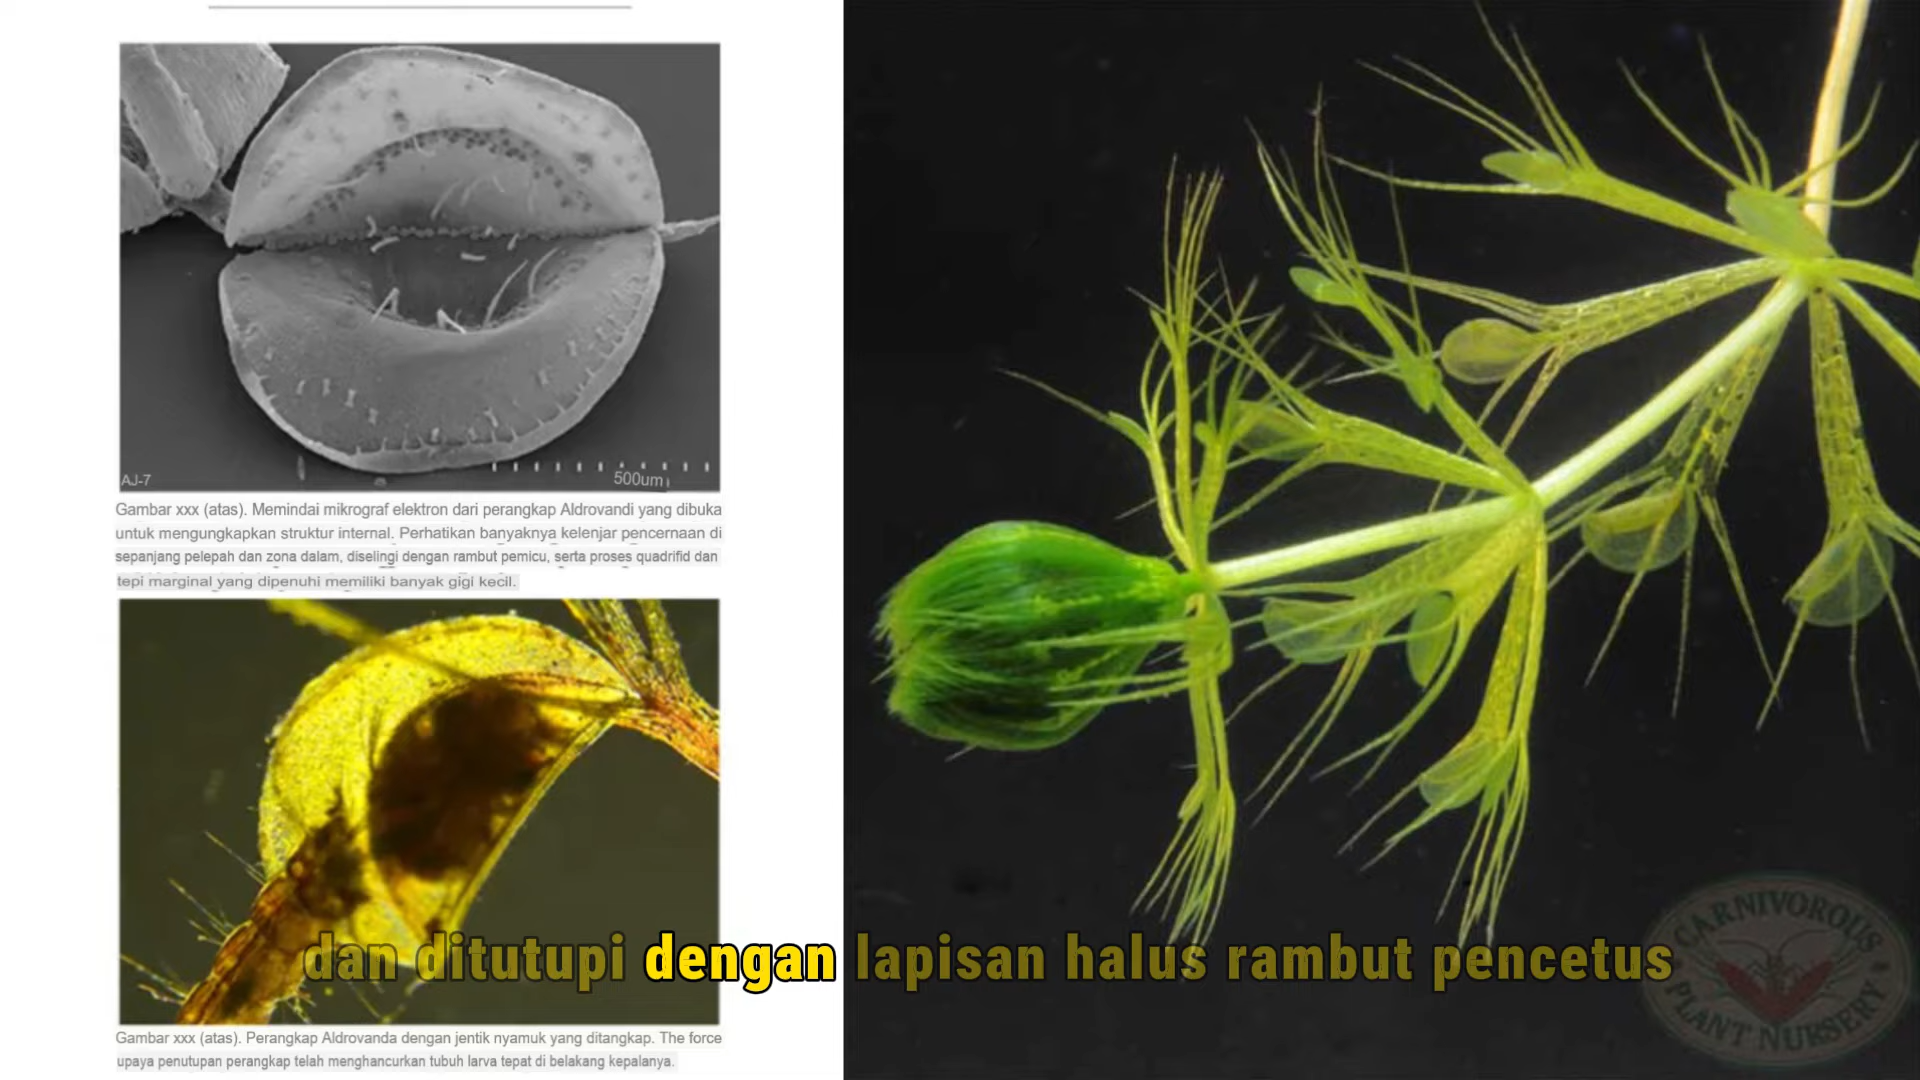 AJ-7
500um
Gambar xxx (atas). Memindai mikrograf elektron dari perangkap Aldrovandi yang dibuka
untuk mengungkapkan struktur internal. Perhatikan banyaknya kelenjar pencernaan di
sepanjang pelepah dan zona dalam, diselingi dengan rambut pemicu, serta proses quadrifid dan
tepi marginal yang dipenuhi memiliki banyak gigi kecil.
dan ditutupi dengan lapisan halus rambut pencetus
Gambar xxx (atas). Perangkap Aldrovanda dengan jentik nyamuk yang ditangkap. The force
upaya penutupan perangkap telah menghancurkan tubuh larva tepat di belakang kepalanya.
CARNIVOROUS
PLANT NURSERY